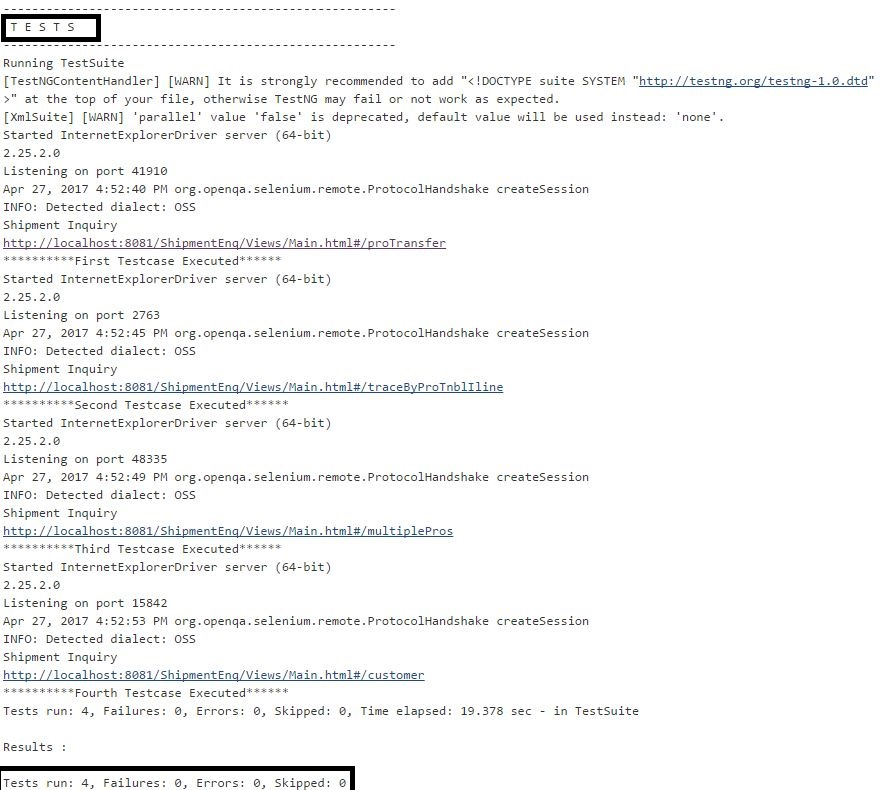 -------------------------------------------------------
T E S T S
-------------------------------------------------------
Running TestSuite
[TestNGContentHandler] [WARN] It is strongly recommended to add "<!DOCTYPE suite SYSTEM "http://testng.org/testng-1.0.dtd"
>" at the top of your file, otherwise TestNG may fail or not work as expected.
[XmlSuite] [WARN] 'parallel' value 'false' is deprecated, default value will be used instead: 'none'.
Started InternetExplorerDriver server (64-bit)
2.25.2.0
Listening on port 41910
Apr 27, 2017 4:52:40 PM org.openqa.selenium.remote.ProtocolHandshake createSession
INFO: Detected dialect: OSS
Shipment Inquiry
http://localhost:8081/ShipmentEnq/Views/Main.html#/proTransfer
**********First Testcase Executed******
Started InternetExplorerDriver server (64-bit)
2.25.2.0
Listening on port 2763
Apr 27, 2017 4:52:45 PM org.openqa.selenium.remote.ProtocolHandshake createSession
INFO: Detected dialect: OSS
Shipment Inquiry
http://localhost:8081/ShipmentEnq/Views/Main.html#/traceByProTnblIline
**********Second Testcase Executed******
Started InternetExplorerDriver server (64-bit)
2.25.2.0
Listening on port 48335
Apr 27, 2017 4:52:49 PM org.openqa.selenium.remote.ProtocolHandshake createSession
INFO: Detected dialect: OSS
Shipment Inquiry
http://localhost:8081/ShipmentEnq/Views/Main.html#/multiplePros
**********Third Testcase Executed******
Started InternetExplorerDriver server (64-bit)
2.25.2.0
Listening on port 15842
Apr 27, 2017 4:52:53 PM org.openqa.selenium.remote.ProtocolHandshake createSession
INFO: Detected dialect: OSS
Shipment Inquiry
http://localhost:8081/ShipmentEnq/Views/Main.html#/customer
**********Fourth Testcase Executed******
Tests run: 4, Failures: 0, Errors: 0, Skipped: 0, Time elapsed: 19.378 sec - in TestSuite
Results :
Tests run: 4, Failures: 0, Errors: 0, Skipped: 0